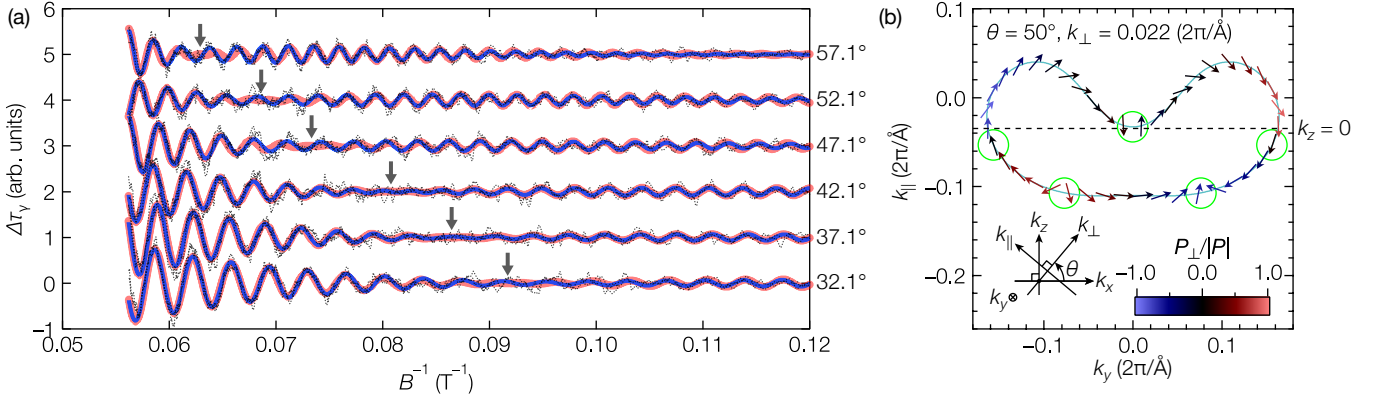 (a)
6
5
4
3
2
1
0
−1
Δτy (arb. units)
57.1°
52.1°
47.1°
42.1°
37.1°
32.1°
0.05 0.06 0.07 0.08 0.09 0.10 0.11 0.12
B⁻¹ (T⁻¹)
(b)
θ = 50°, k⊥ = 0.022 (2π/Å)
0.0
−0.1
−0.2
k∥ (2π/Å)
kz = 0
k∥ kz k⊥
θ
kx
ky
P⊥/|P|
−1.0 0.0 1.0
−0.1 0.0 0.1
ky (2π/Å)